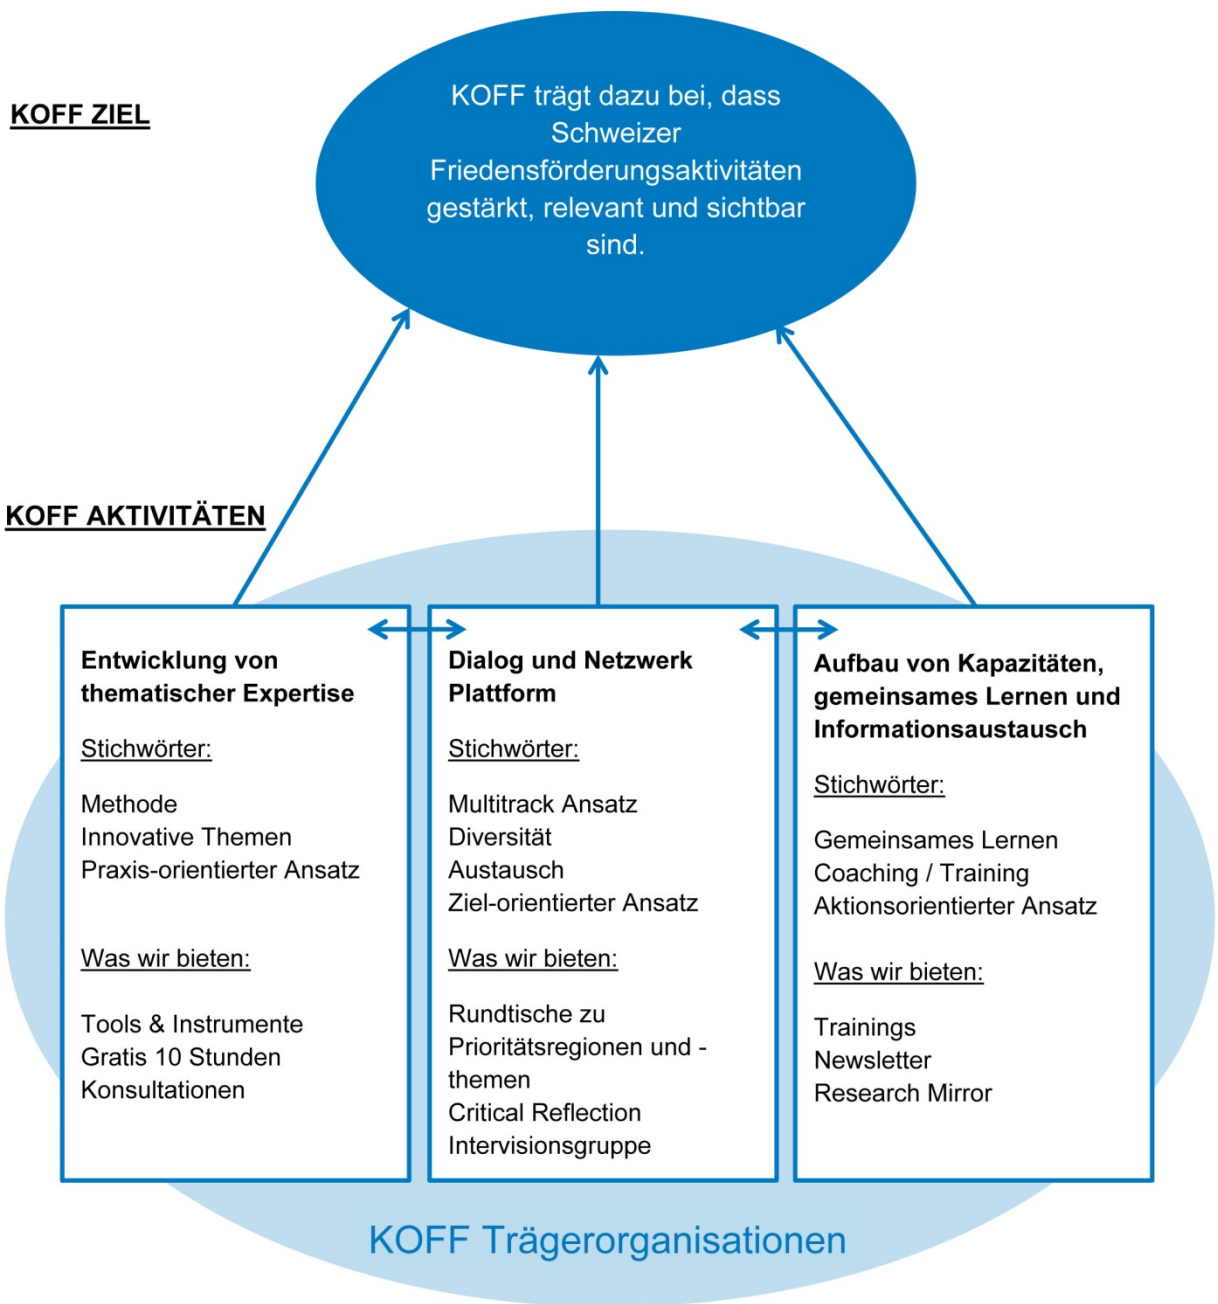 KOFF ZIEL
KOFF trägt dazu bei, dass
Schweizer
Friedensförderungsaktivitäten
gestärkt, relevant und sichtbar
sind.
KOFF AKTIVITÄTEN
Entwicklung von
thematischer Expertise
Stichwörter:
Methode
Innovative Themen
Praxis-orientierter Ansatz
Was wir bieten:
Tools & Instrumente
Gratis 10 Stunden
Konsultationen
Dialog und Netzwerk
Plattform
Stichwörter:
Multitrack Ansatz
Diversität
Austausch
Ziel-orientierter Ansatz
Was wir bieten:
Rundtische zu
Prioritätsregionen und -
themen
Critical Reflection
Intervisionsgruppe
Aufbau von Kapazitäten,
gemeinsames Lernen und
Informationsaustausch
Stichwörter:
Gemeinsames Lernen
Coaching / Training
Aktionsorientierter Ansatz
Was wir bieten:
Trainings
Newsletter
Research Mirror
KOFF Trägerorganisationen